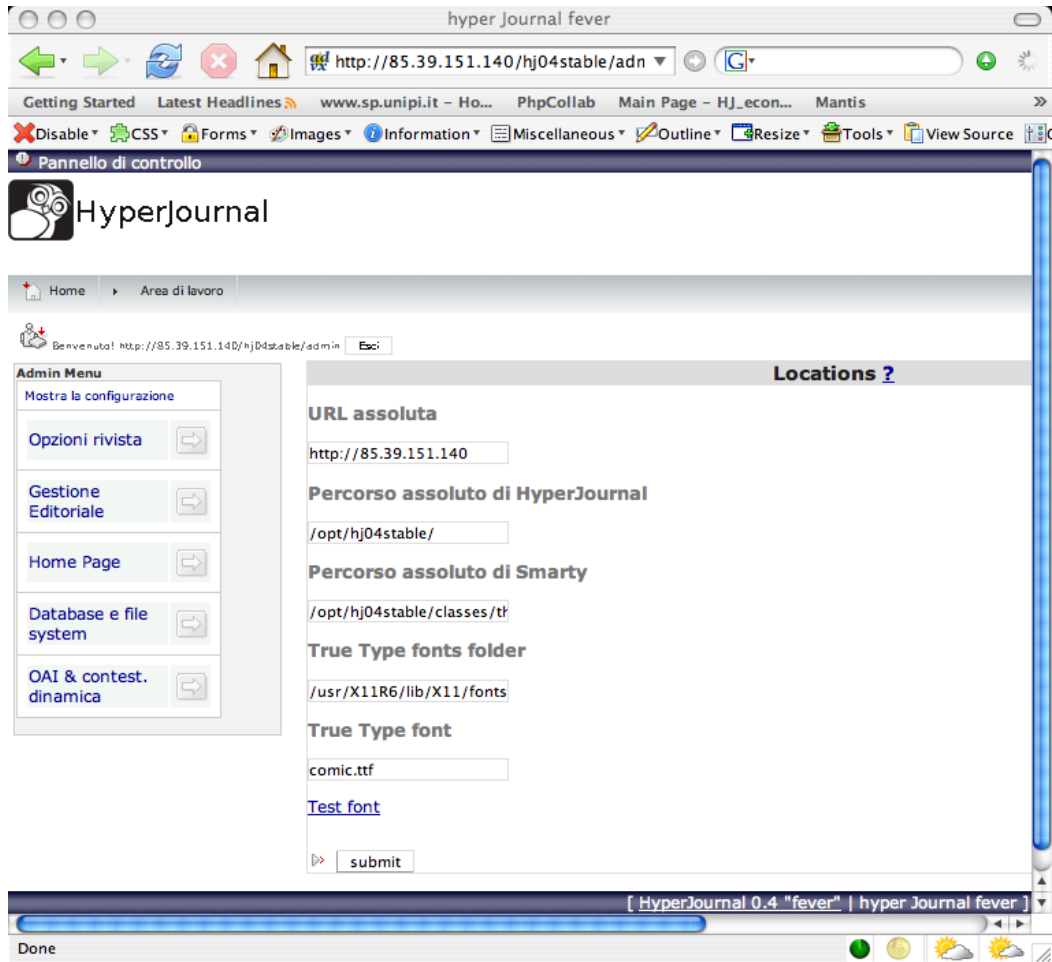 hyper Journal fever
http://85.39.151.140/hj04stable/adn
G
Getting Started Latest Headlines www.sp.unipi.it – Ho... PhpCollab Main Page – HJ_econ... Mantis »
Disable CSS Forms Images Information Miscellaneous Outline Resize Tools View Source
Pannello di controllo
HyperJournal
Home Area di lavoro
Benvenuto! http://85.39.151.140/hj04stable/admin Esci
Admin Menu
Mostra la configurazione
Opzioni rivista
Gestione
Editoriale
Home Page
Database e file
system
OAI & contest.
dinamica
Locations ?
URL assoluta
http://85.39.151.140
Percorso assoluto di HyperJournal
/opt/hj04stable/
Percorso assoluto di Smarty
/opt/hj04stable/classes/th
True Type fonts folder
/usr/X11R6/lib/X11/fonts
True Type font
comic.ttf
Test font
submit
[ HyperJournal 0.4 "fever" | hyper Journal fever ]
Done